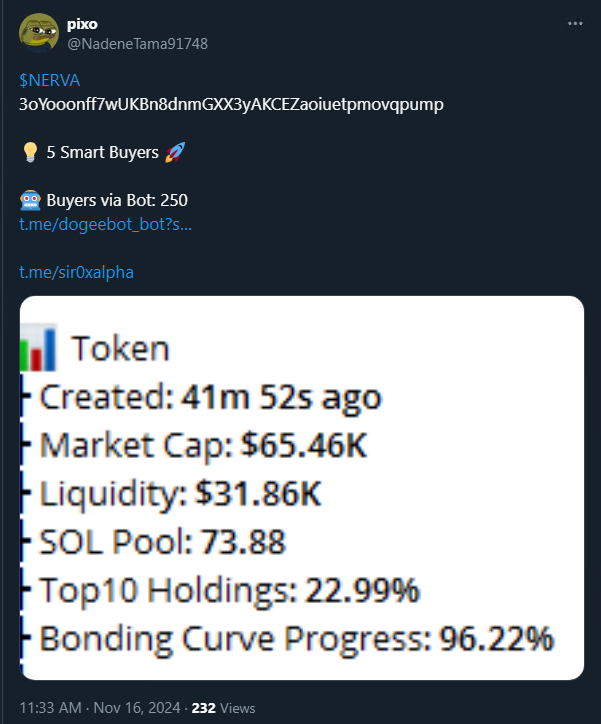 pixo
@NadeneTama91748
$NERVA
3oYooonff7wUKBn8dnmGXX3yAKCEZaoiuetpmovqpump
💡 5 Smart Buyers 🚀
🤖 Buyers via Bot: 250
t.me/dogeebot_bot?s...
t.me/sir0xalpha
📊 Token
Created: 41m 52s ago
Market Cap: $65.46K
Liquidity: $31.86K
SOL Pool: 73.88
Top10 Holdings: 22.99%
Bonding Curve Progress: 96.22%
11:33 AM · Nov 16, 2024 · 232 Views